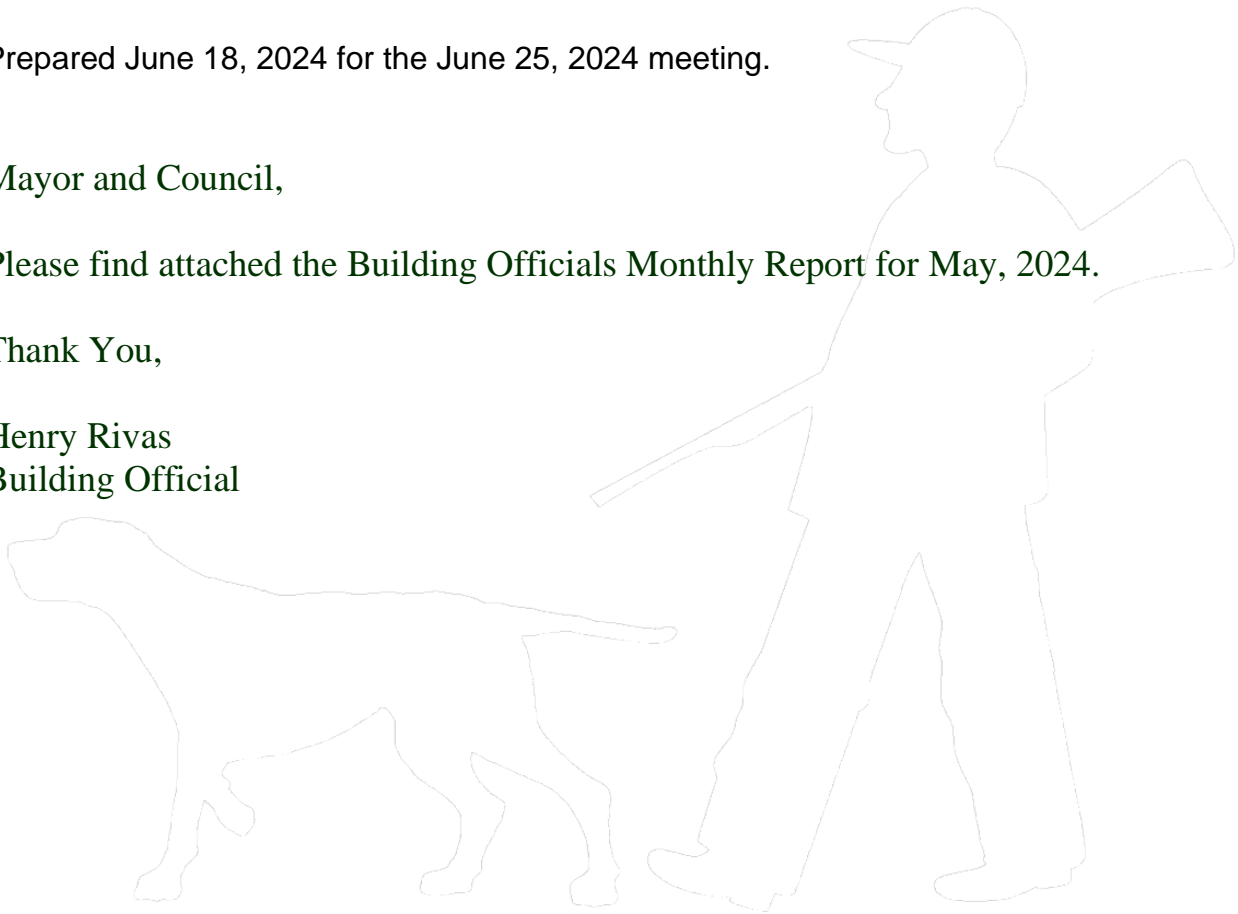 Prepared June 18, 2024 for the June 25, 2024 meeting.
Mayor and Council,
Please find attached the Building Officials Monthly Report for May, 2024.
Thank You,
Henry Rivas
Building Official